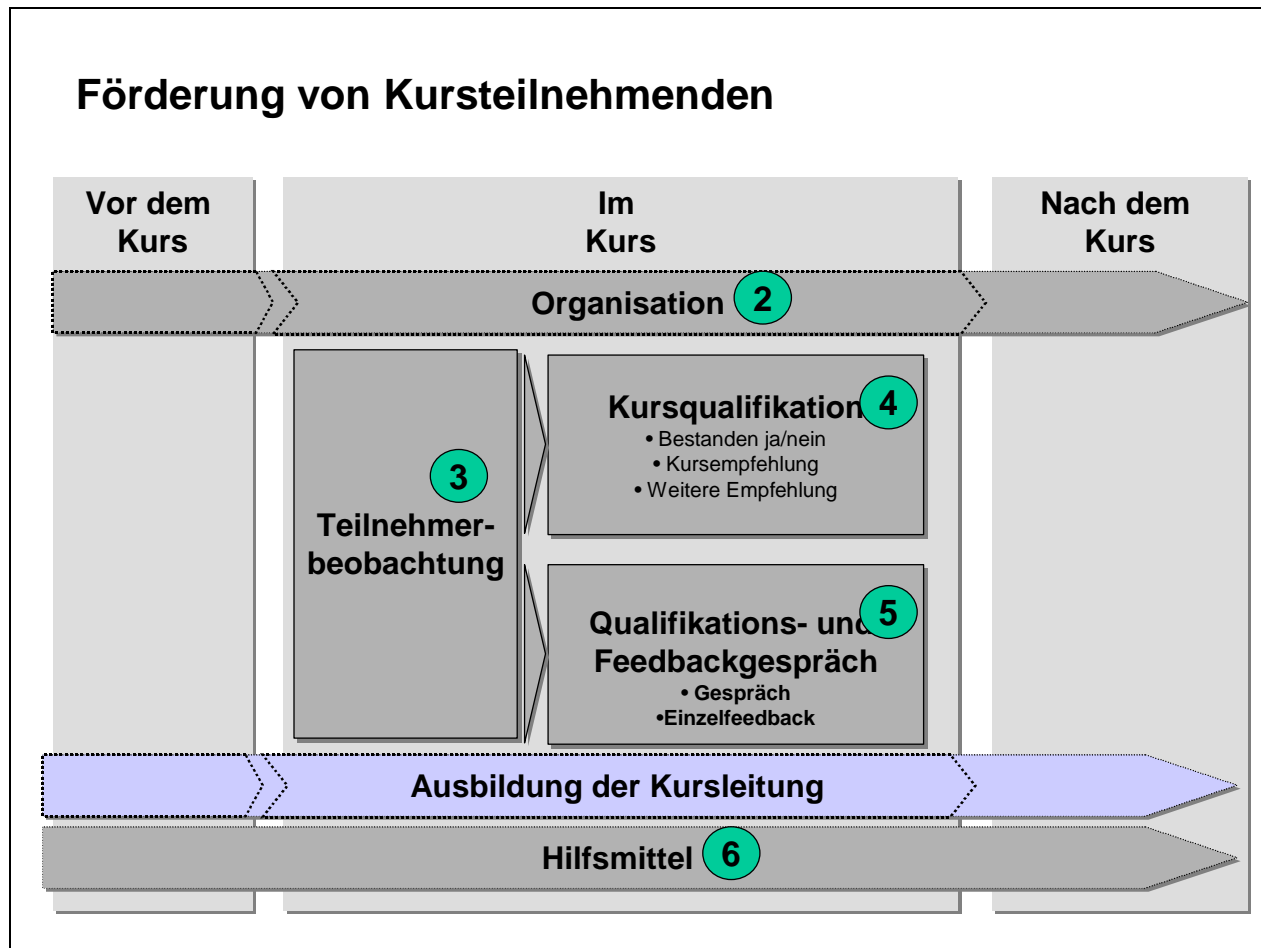 Förderung von Kursteilnehmenden
Vor dem
Kurs
Im
Kurs
Nach dem
Kurs
Organisation 2
3
Teilnehmer-
beobachtung
Kursqualifikation 4
• Bestanden ja/nein
• Kursempfehlung
• Weitere Empfehlung
5
Qualifikations- und
Feedbackgespräch
• Gespräch
•Einzelfeedback
Ausbildung der Kursleitung
Hilfsmittel 6